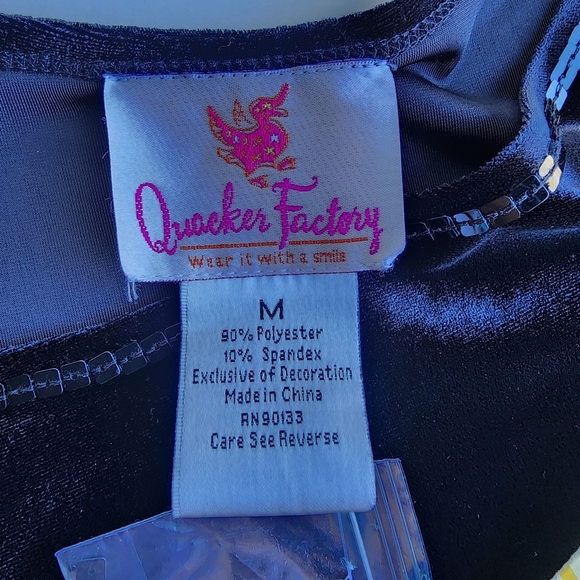 Quacker Factory
Wear it with a smile
M
90% Polyester
10% Spandex
Exclusive of Decoration
Made in China
RN90133
Care See Reverse